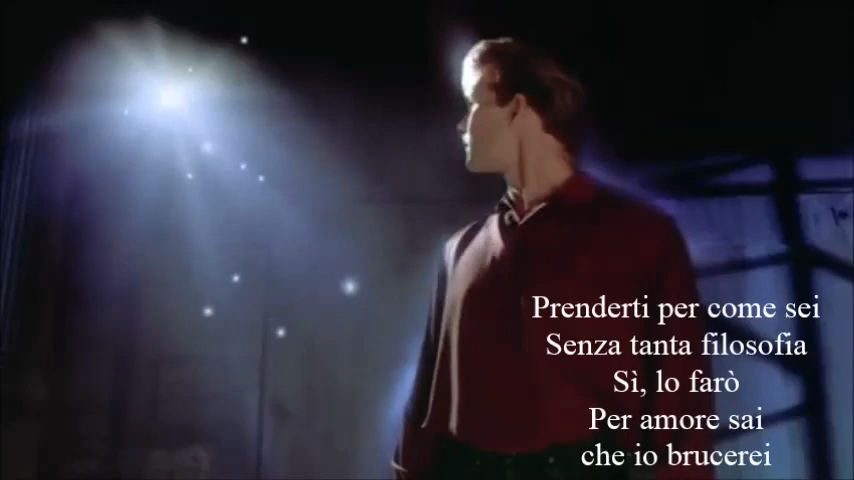 Prenderti per come sei
Senza tanta filosofia
Sì, lo farò
Per amore sai
che io brucerei